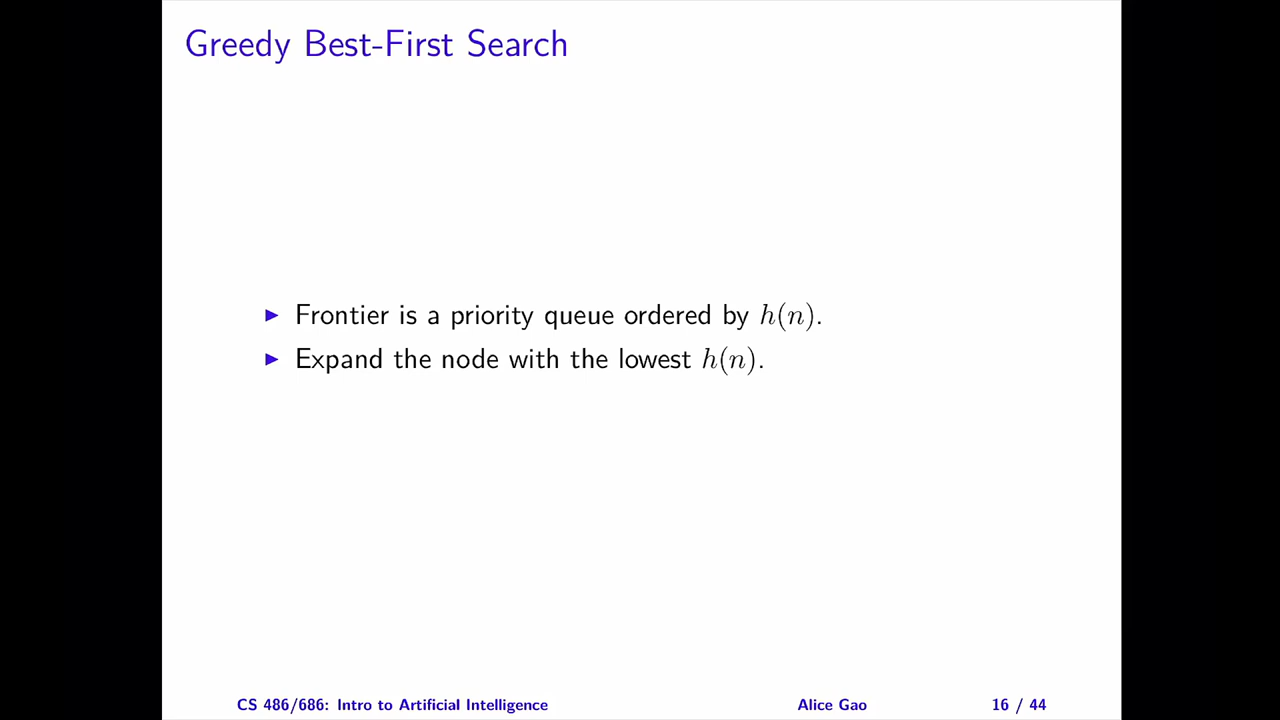 Greedy Best-First Search
▶ Frontier is a priority queue ordered by h(n).
▶ Expand the node with the lowest h(n).
CS 486/686: Intro to Artificial Intelligence Alice Gao 16 / 44